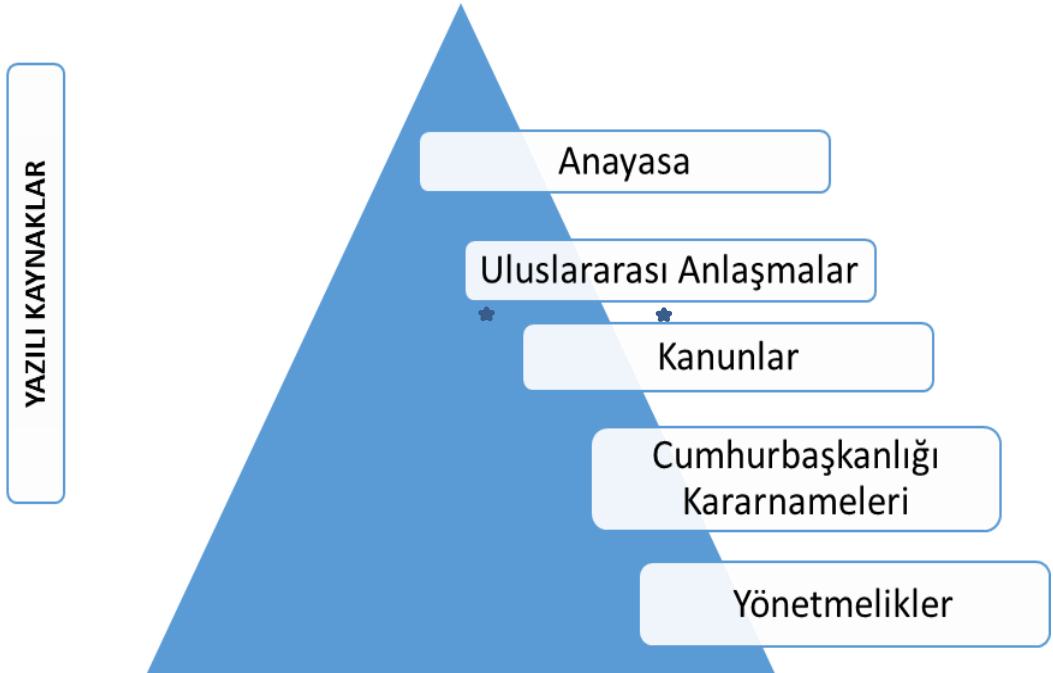 YAZILI KAYNAKLAR
Anayasa
Uluslararası Anlaşmalar
Kanunlar
Cumhurbaşkanlığı
Kararnameleri
Yönetmelikler